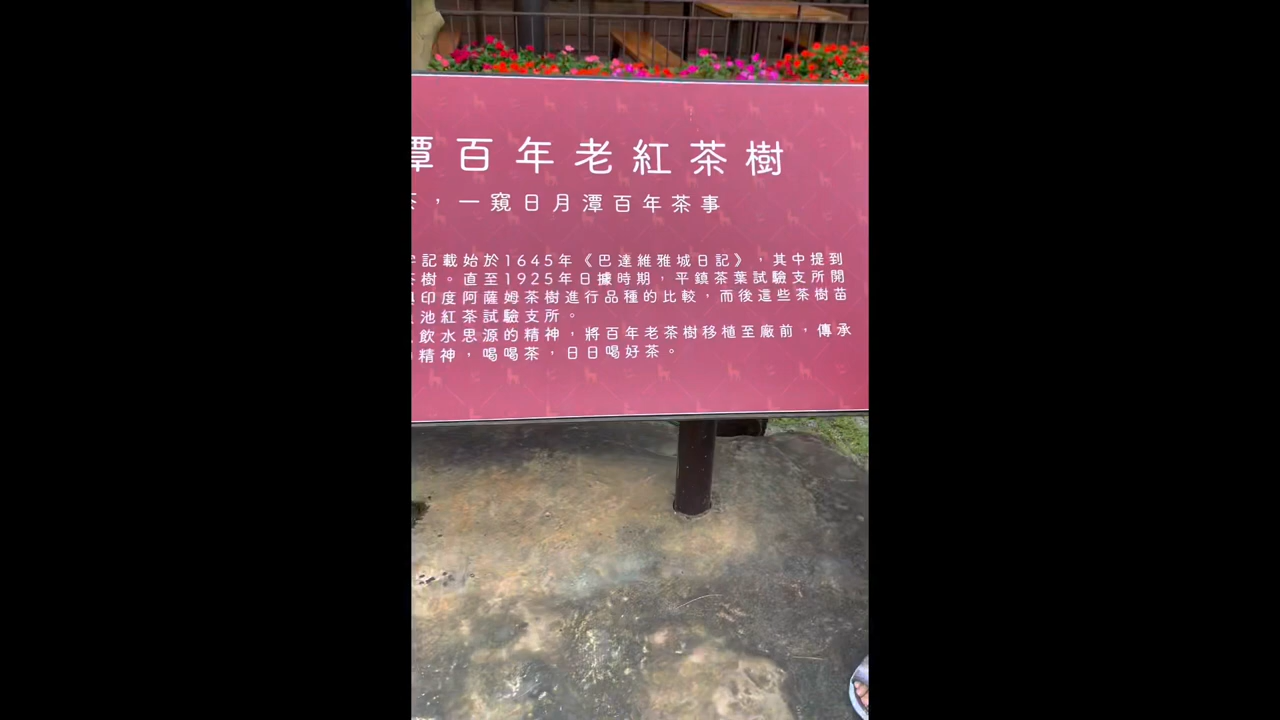 潭百年老紅茶樹
茶，一窺日月潭百年茶事
字記載始於1645年《巴達維雅城日記》，其中提到
茶樹。直至1925年日據時期，平鎮茶葉試驗支所開
與印度阿薩姆茶樹進行品種的比較，而後這些茶樹苗
池紅茶試驗支所。
飲水思源的精神，將百年老茶樹移植至廠前，傳承
精神，喝喝茶，日日喝好茶。